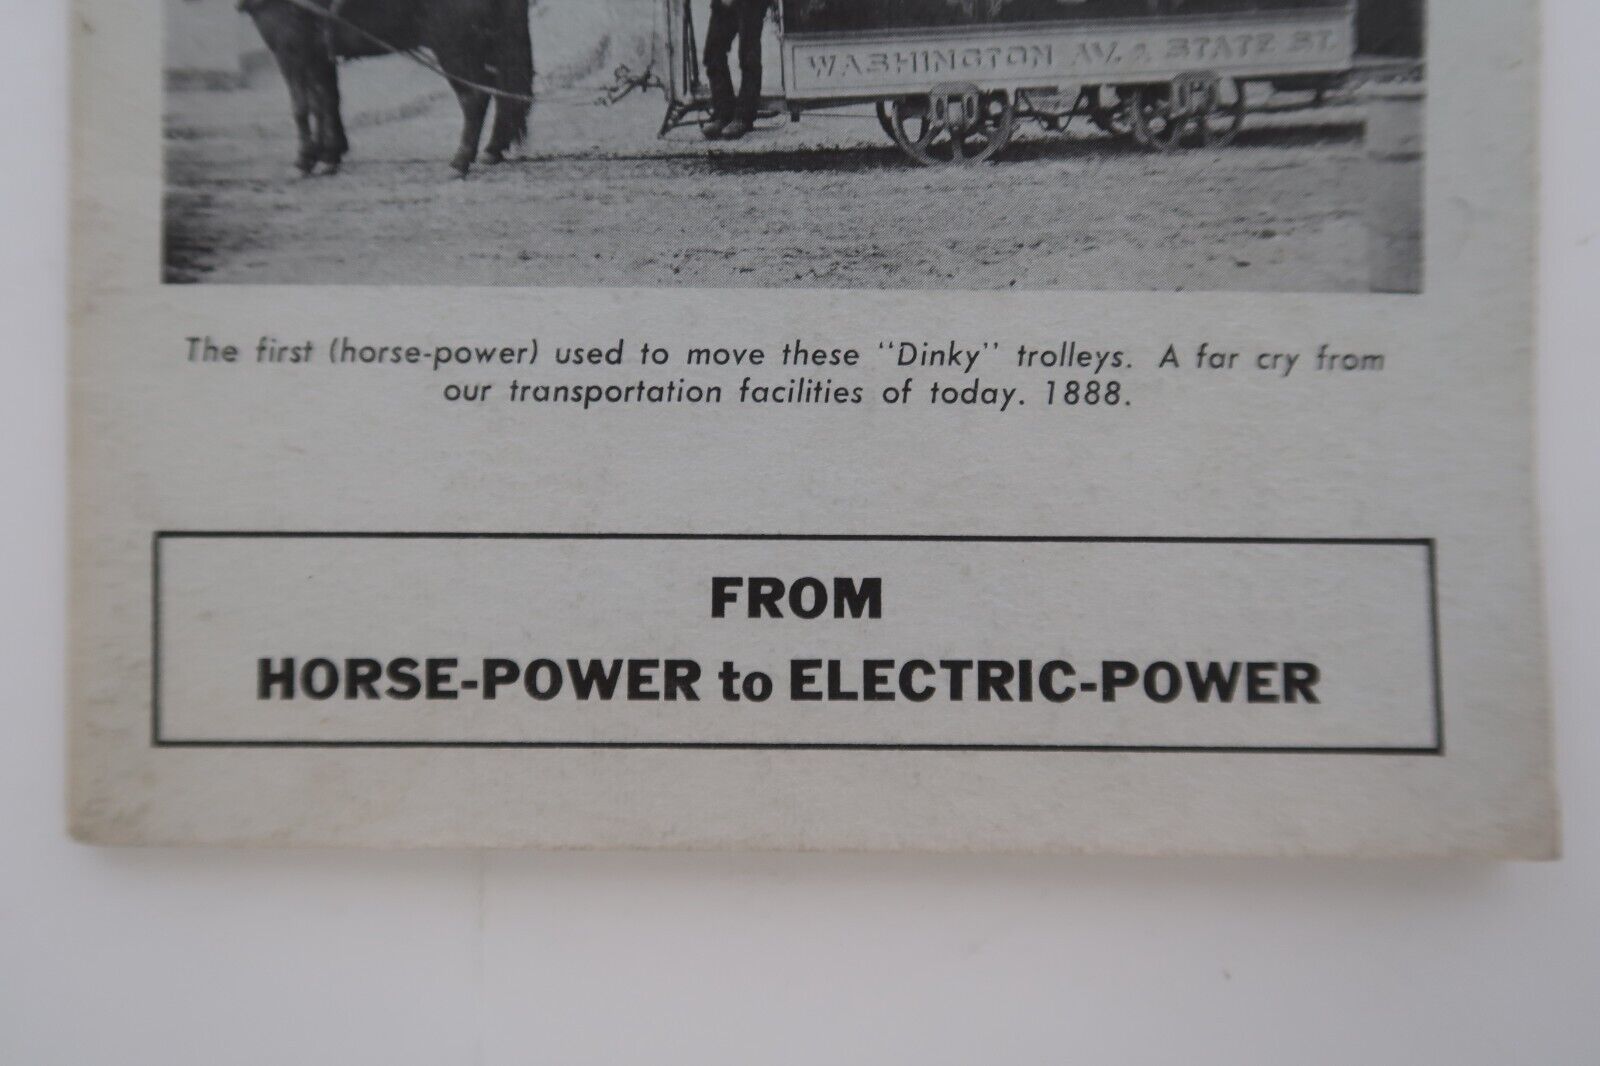 WASHINGTON AV. & STATE ST.
The first (horse-power) used to move these "Dinky" trolleys. A far cry from
our transportation facilities of today. 1888.
FROM
HORSE-POWER to ELECTRIC-POWER